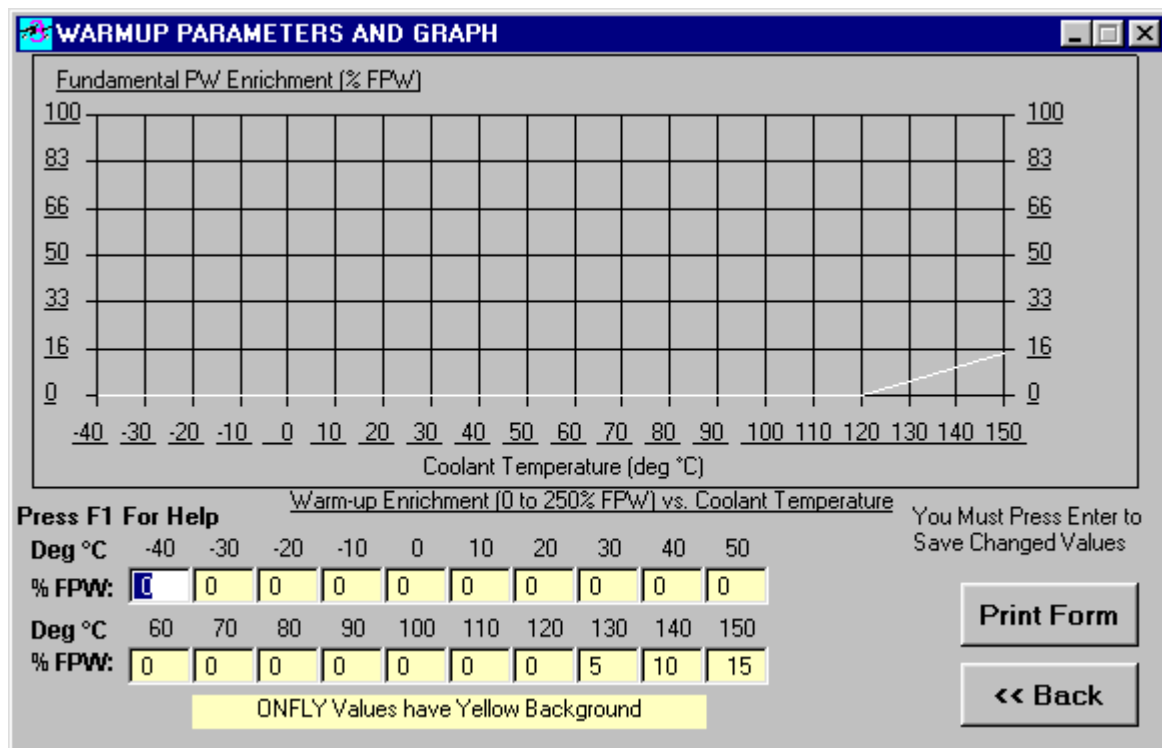 WARMUP PARAMETERS AND GRAPH
Fundamental PW Enrichment (% FPW)
100 100
83 83
66 66
50 50
33 33
16 16
0 0
-40 -30 -20 -10 0 10 20 30 40 50 60 70 80 90 100 110 120 130 140 150
Coolant Temperature (deg °C)
Warm-up Enrichment (0 to 250% FPW) vs. Coolant Temperature
Press F1 For Help
You Must Press Enter to
Save Changed Values
Deg °C -40 -30 -20 -10 0 10 20 30 40 50
% FPW: 0 0 0 0 0 0 0 0 0 0
Deg °C 60 70 80 90 100 110 120 130 140 150
% FPW: 0 0 0 0 0 0 0 5 10 15
Print Form
<< Back
ONFLY Values have Yellow Background